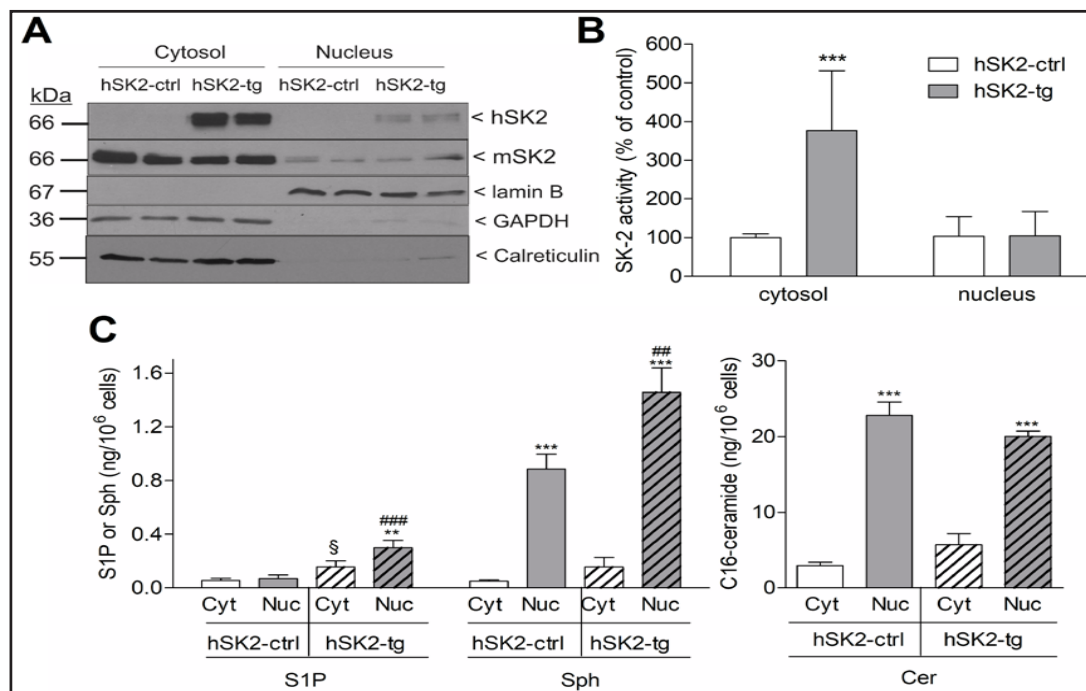 A
Cytosol Nucleus
kDa
hSK2-ctrl hSK2-tg hSK2-ctrl hSK2-tg
66 < hSK2
66 < mSK2
67 < lamin B
36 < GAPDH
55 < Calreticulin
B
SK-2 activity (% of control)
600
500
400
300
200
100
0
***
hSK2-ctrl
hSK2-tg
cytosol nucleus
C
S1P or Sph (ng/10⁶ cells)
1.6
1.2
0.8
0.4
0.0
§
###
**
***
##
***
Cyt Nuc Cyt Nuc Cyt Nuc Cyt Nuc
hSK2-ctrl hSK2-tg hSK2-ctrl hSK2-tg
S1P Sph
C16-ceramide (ng/10⁶ cells)
30
20
10
0
***
***
Cyt Nuc Cyt Nuc
hSK2-ctrl hSK2-tg
Cer